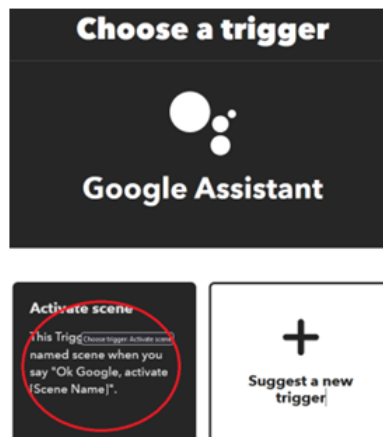 Choose a trigger
Google Assistant
Activate scene
This Trigg
Choose trigger: Activate scene
named scene when you
say "Ok Google, activate
[Scene Name]".
Suggest a new
trigger